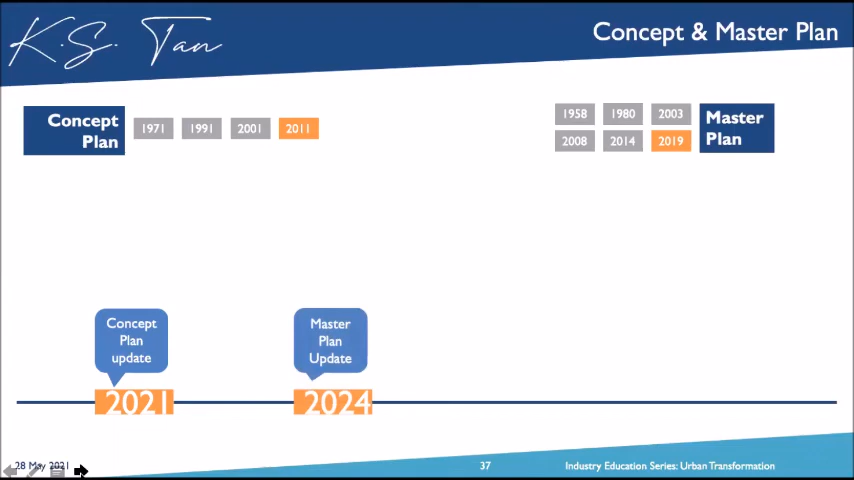 K.S. Tan
Concept & Master Plan
Concept
Plan
1971 1991 2001 2011
1958 1980 2003
2008 2014 2019
Master
Plan
Concept
Plan
update
Master
Plan
Update
2021
2024
28 May 2021
37
Industry Education Series: Urban Transformation